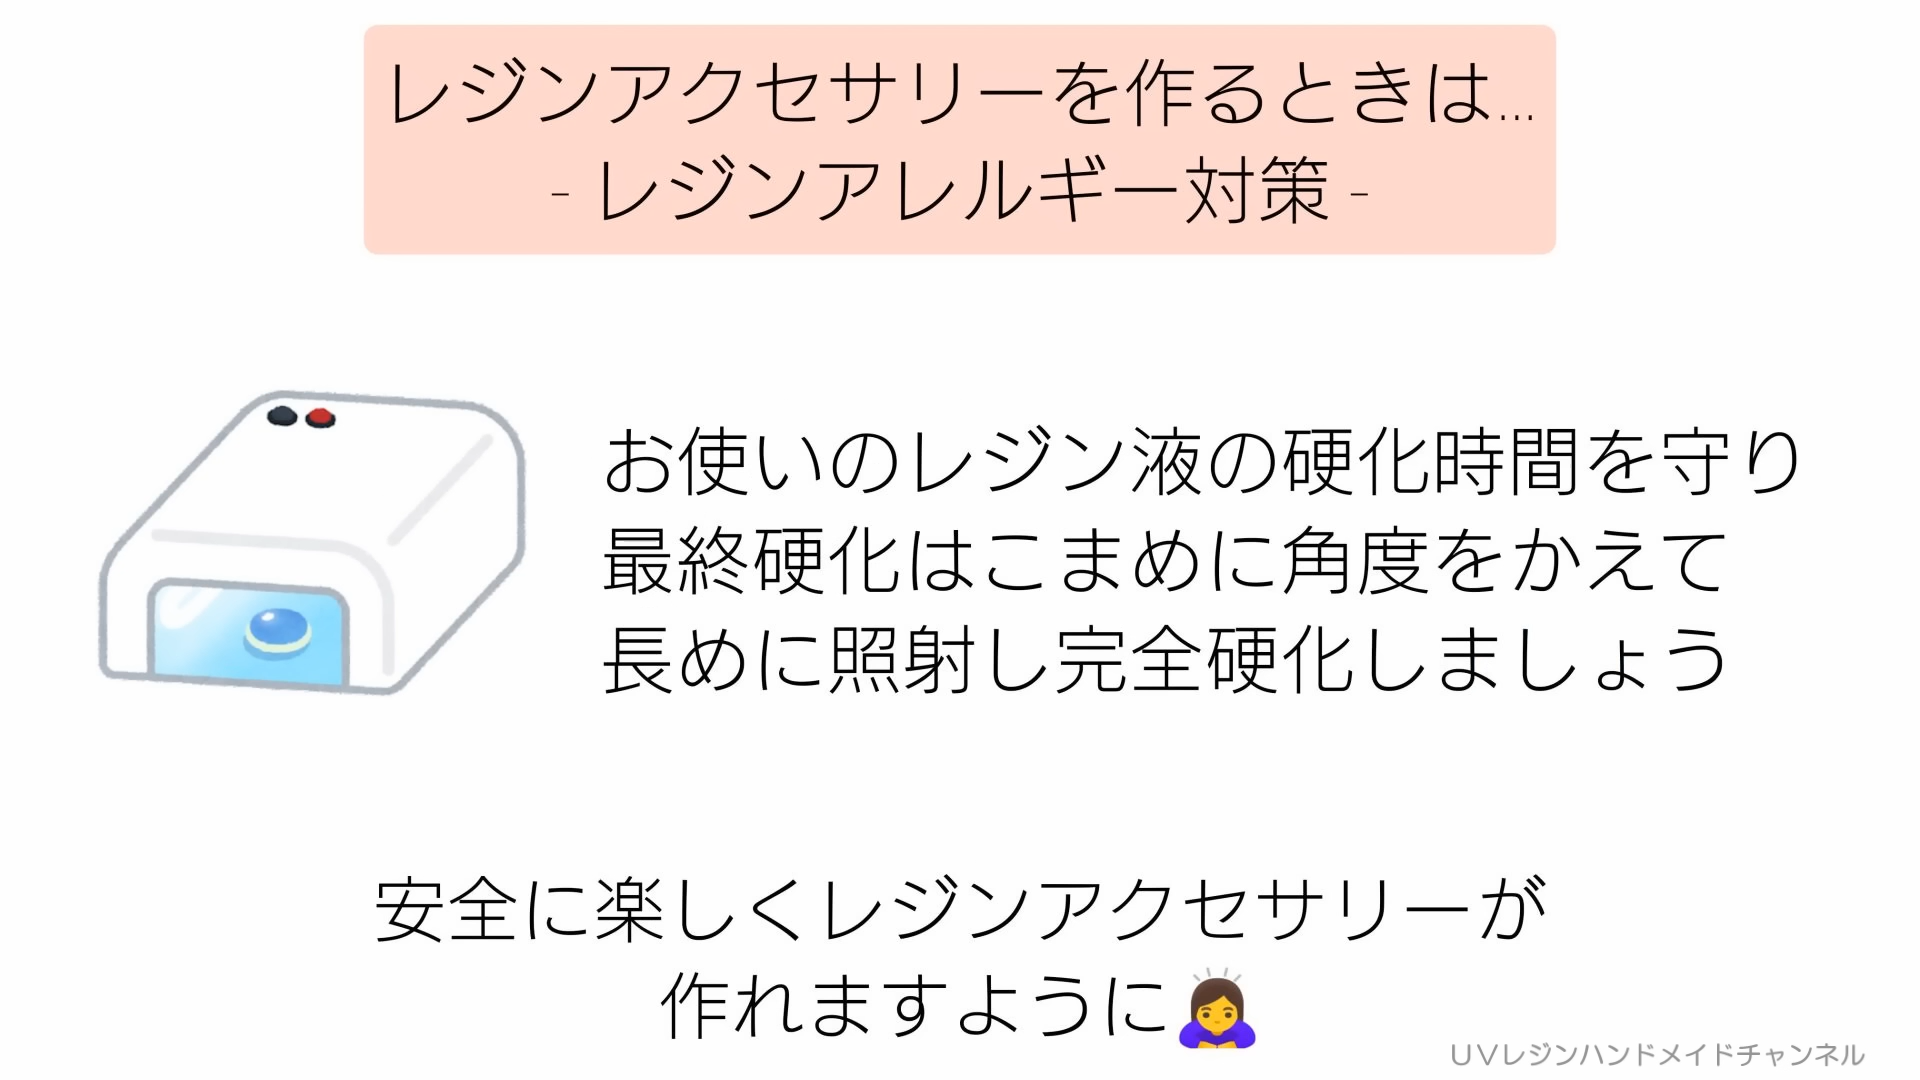 レジンアクセサリーを作るときは...
- レジンアレルギー対策 -
お使いのレジン液の硬化時間を守り
最終硬化はこまめに角度をかえて
長めに照射し完全硬化しましょう
安全に楽しくレジンアクセサリーが
作れますように🙇‍♀️
UVレジンハンドメイドチャンネル